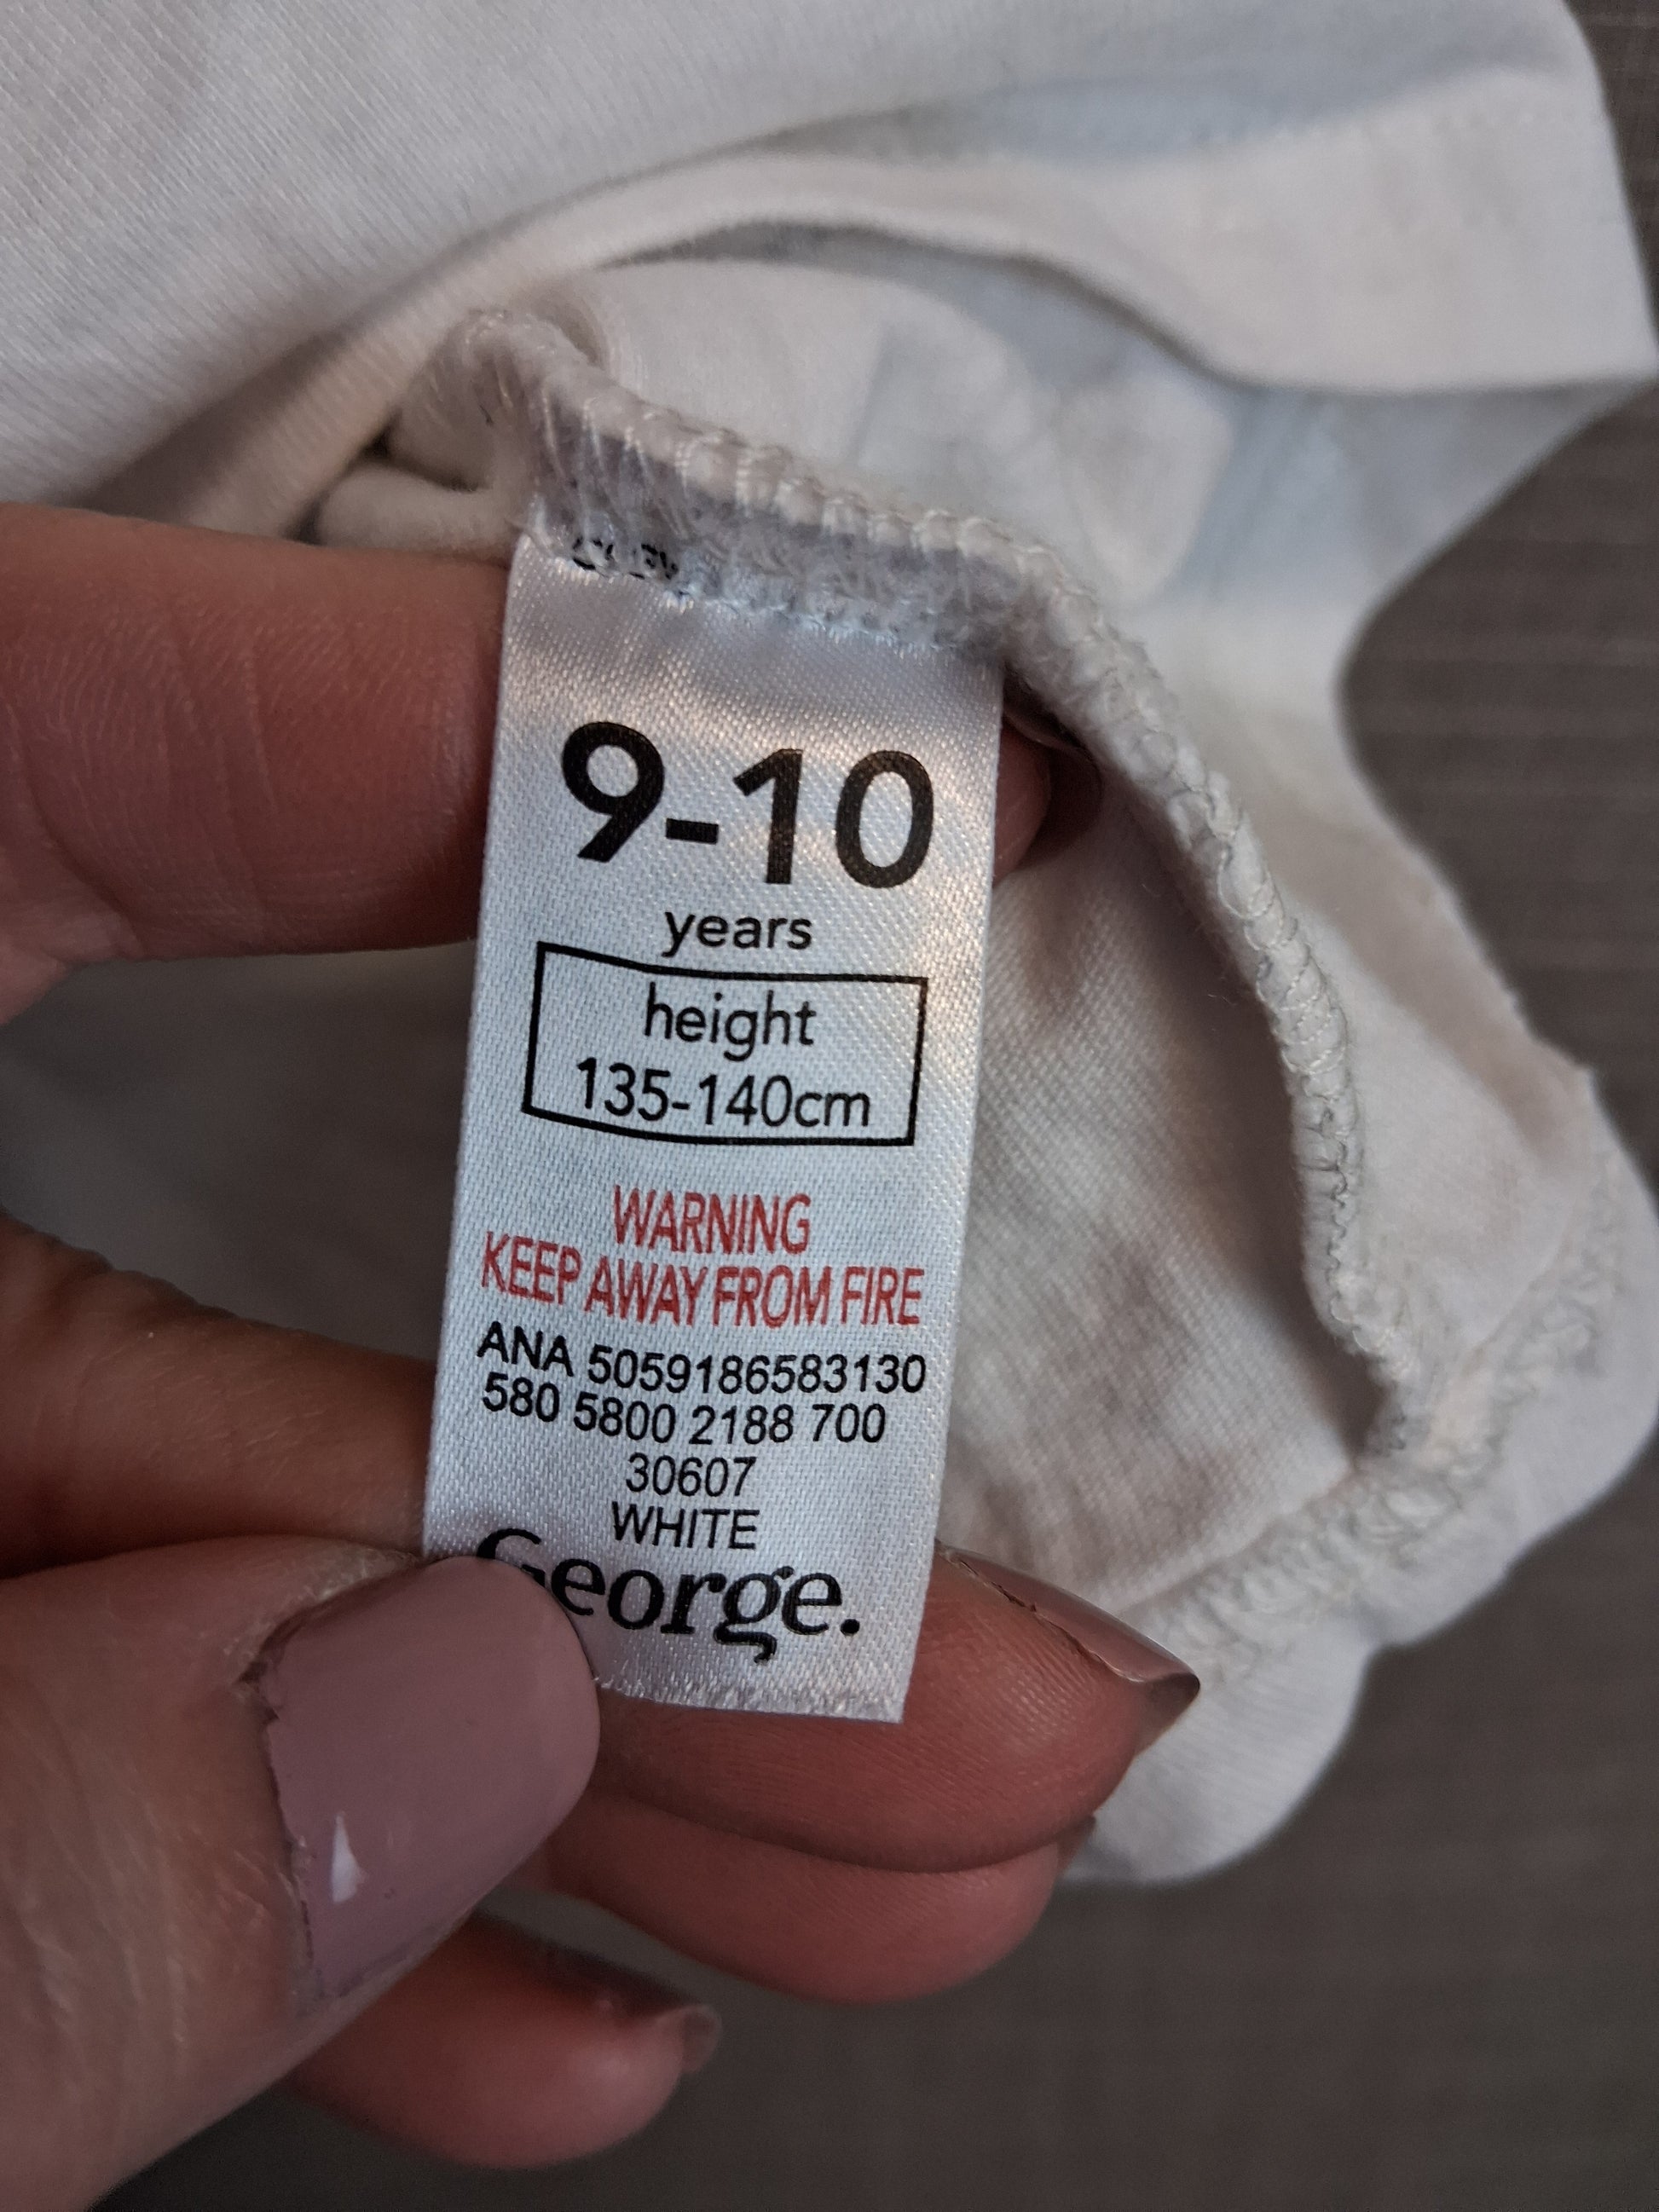 9-10
years
height
135-140cm
WARNING
KEEP AWAY FROM FIRE
ANA 5059186583130
580 5800 2188 700
30607
WHITE
George.